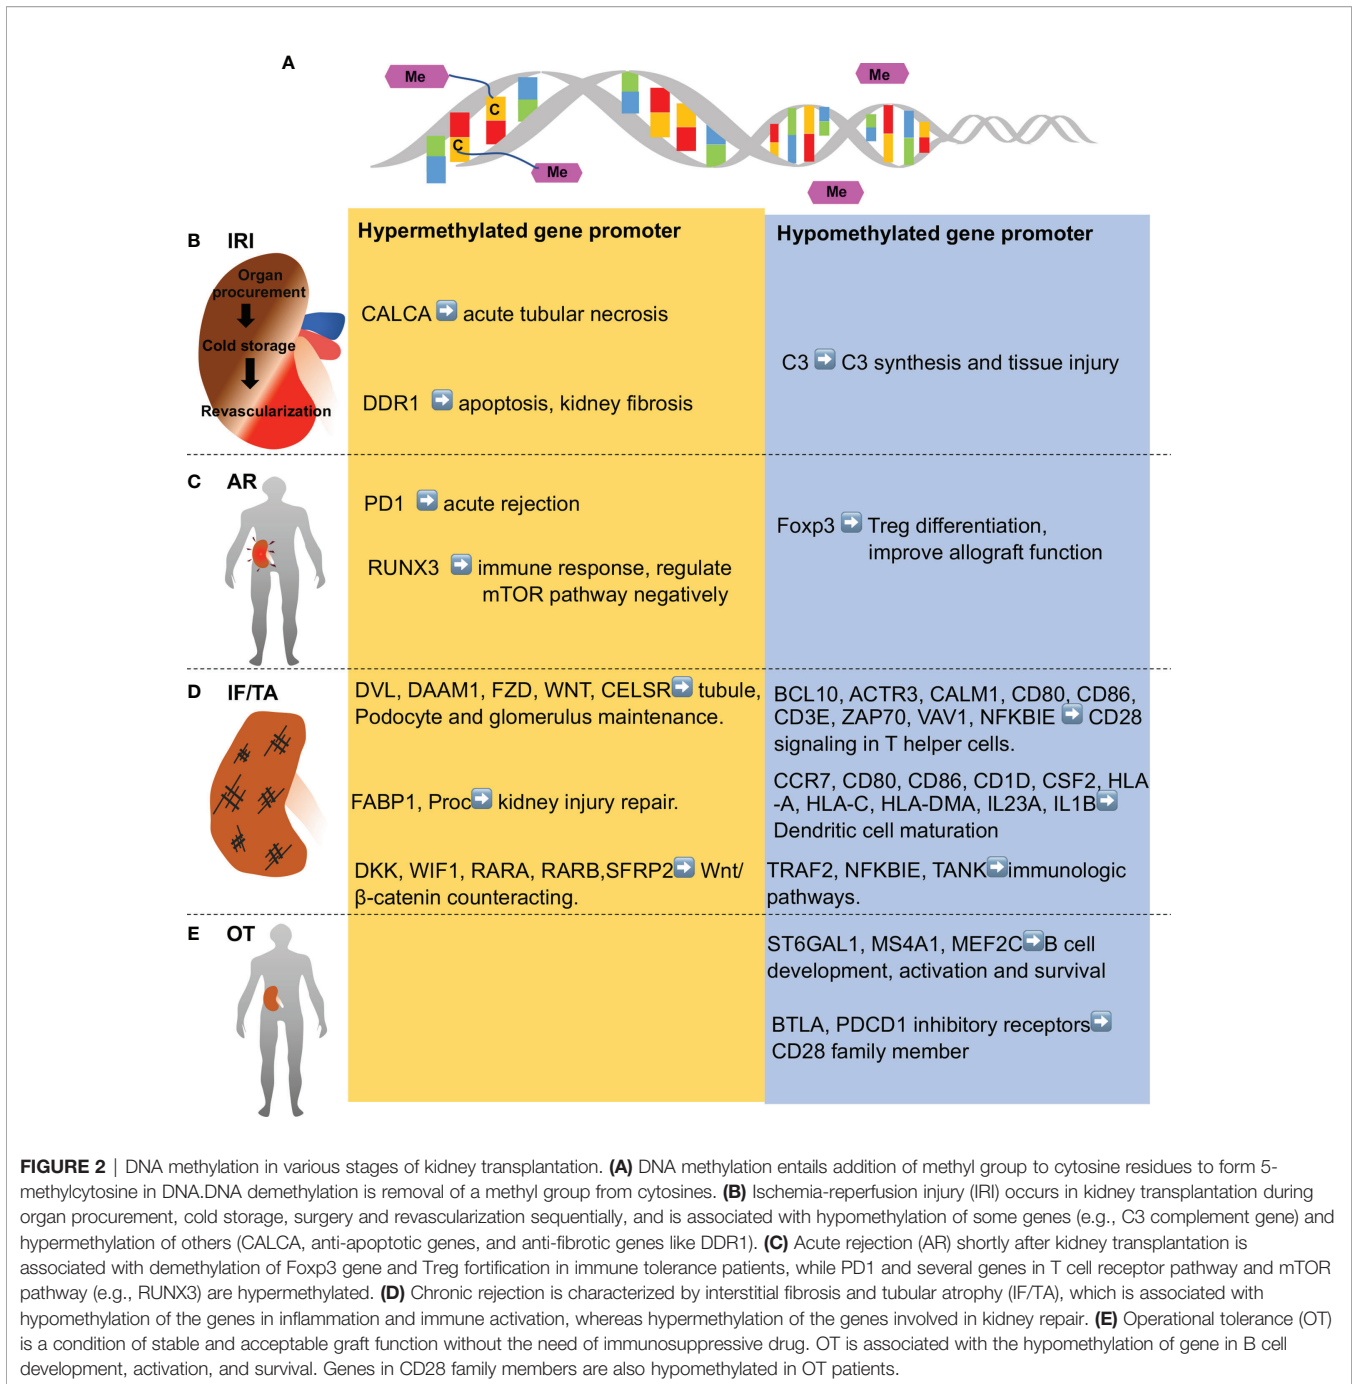 A
Me
Me
C
C
Me
Me
Hypermethylated gene promoter
Hypomethylated gene promoter
B IRI
Organ
procurement
Cold storage
Revascularization
CALCA ➡ acute tubular necrosis
DDR1 ➡ apoptosis, kidney fibrosis
C3 ➡ C3 synthesis and tissue injury
C AR
PD1 ➡ acute rejection
RUNX3 ➡ immune response, regulate
mTOR pathway negatively
Foxp3 ➡ Treg differentiation,
improve allograft function
D IF/TA
DVL, DAAM1, FZD, WNT, CELSR➡ tubule,
Podocyte and glomerulus maintenance.
FABP1, Proc➡ kidney injury repair.
DKK, WIF1, RARA, RARB,SFRP2➡ Wnt/
β-catenin counteracting.
BCL10, ACTR3, CALM1, CD80, CD86,
CD3E, ZAP70, VAV1, NFKBIE ➡ CD28
signaling in T helper cells.
CCR7, CD80, CD86, CD1D, CSF2, HLA
-A, HLA-C, HLA-DMA, IL23A, IL1B➡
Dendritic cell maturation
TRAF2, NFKBIE, TANK➡immunologic
pathways.
E OT
ST6GAL1, MS4A1, MEF2C➡B cell
development, activation and survival
BTLA, PDCD1 inhibitory receptors➡
CD28 family member
FIGURE 2 | DNA methylation in various stages of kidney transplantation. (A) DNA methylation entails addition of methyl group to cytosine residues to form 5-
methylcytosine in DNA.DNA demethylation is removal of a methyl group from cytosines. (B) Ischemia-reperfusion injury (IRI) occurs in kidney transplantation during
organ procurement, cold storage, surgery and revascularization sequentially, and is associated with hypomethylation of some genes (e.g., C3 complement gene) and
hypermethylation of others (CALCA, anti-apoptotic genes, and anti-fibrotic genes like DDR1). (C) Acute rejection (AR) shortly after kidney transplantation is
associated with demethylation of Foxp3 gene and Treg fortification in immune tolerance patients, while PD1 and several genes in T cell receptor pathway and mTOR
pathway (e.g., RUNX3) are hypermethylated. (D) Chronic rejection is characterized by interstitial fibrosis and tubular atrophy (IF/TA), which is associated with
hypomethylation of the genes in inflammation and immune activation, whereas hypermethylation of the genes involved in kidney repair. (E) Operational tolerance (OT)
is a condition of stable and acceptable graft function without the need of immunosuppressive drug. OT is associated with the hypomethylation of gene in B cell
development, activation, and survival. Genes in CD28 family members are also hypomethylated in OT patients.